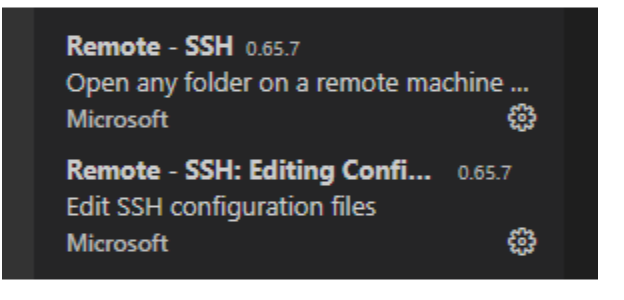 Remote - SSH 0.65.7
Open any folder on a remote machine ...
Microsoft
Remote - SSH: Editing Confi... 0.65.7
Edit SSH configuration files
Microsoft